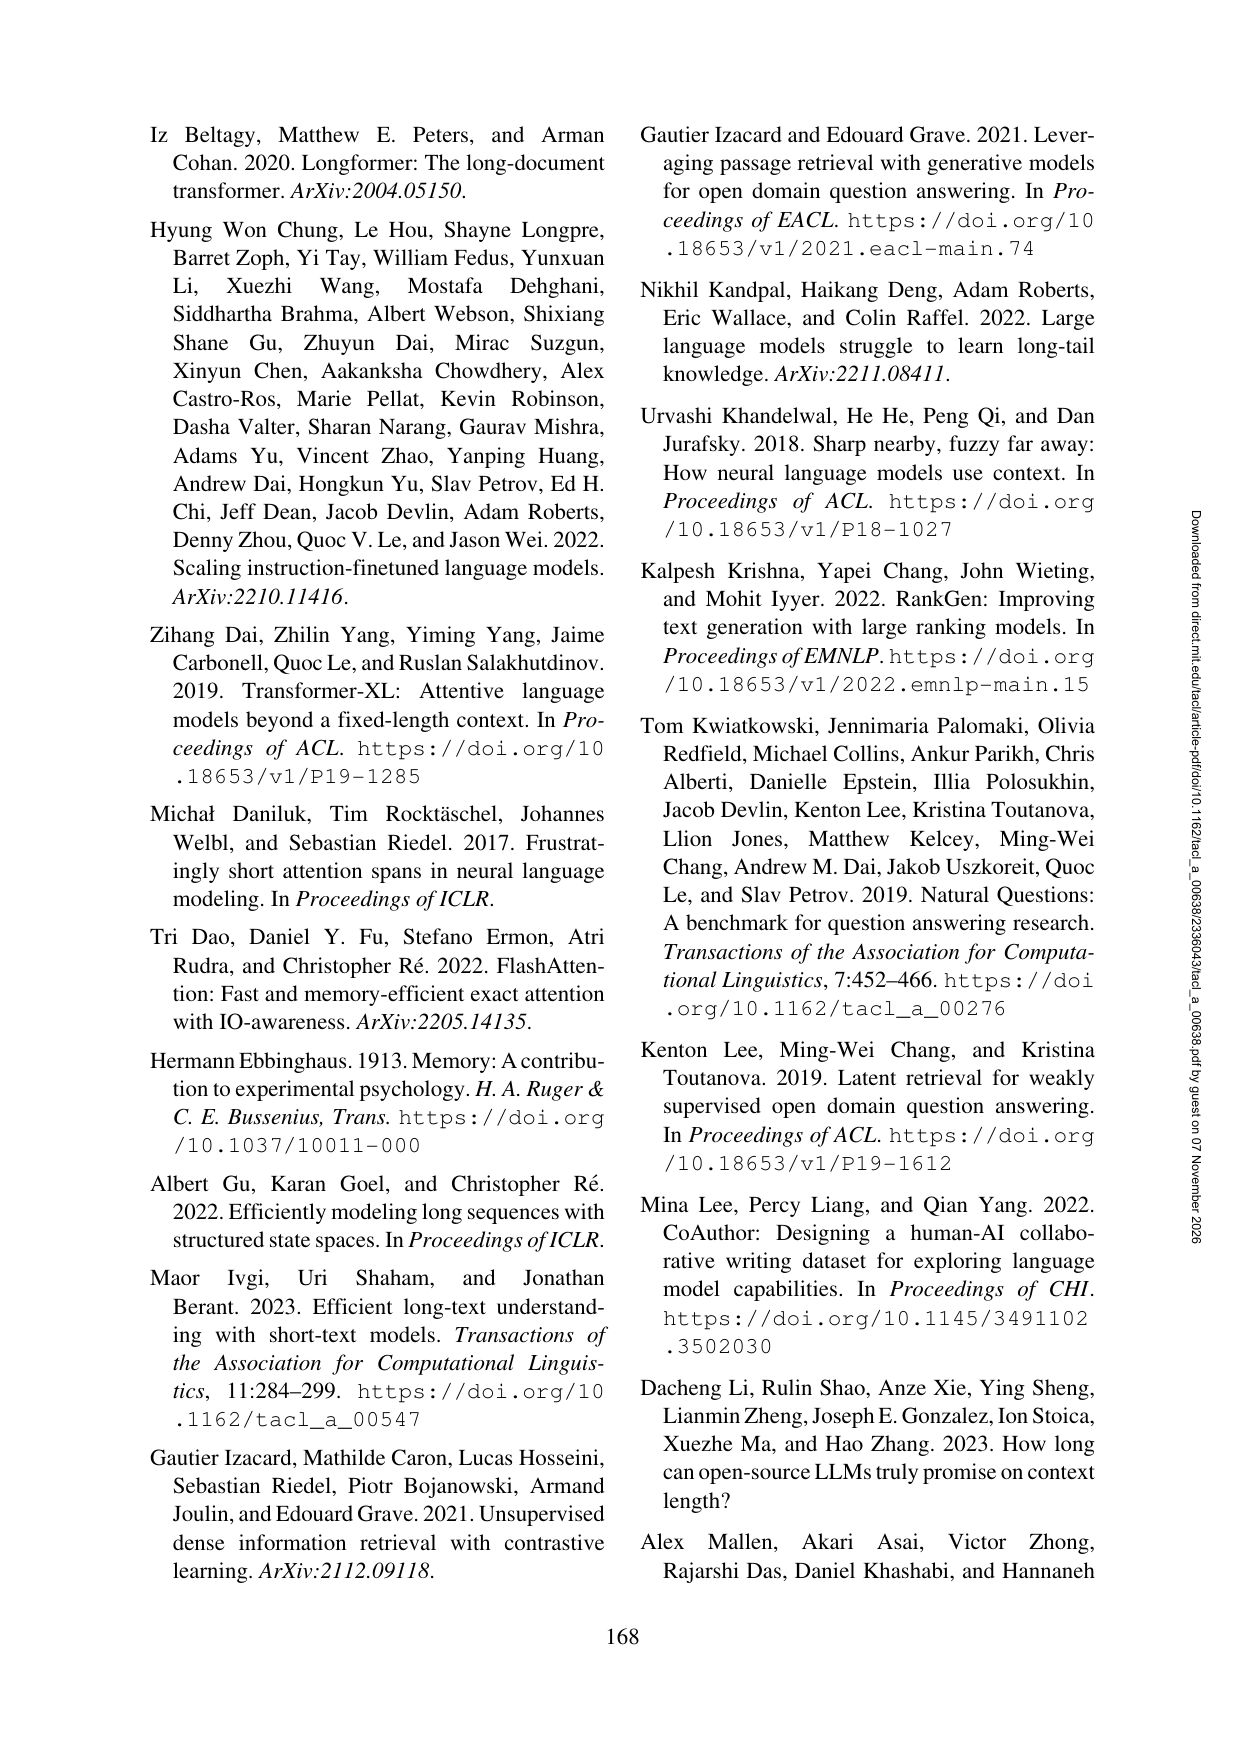 Iz Beltagy, Matthew E. Peters, and Arman
Cohan. 2020. Longformer: The long-document
transformer. ArXiv:2004.05150.
Hyung Won Chung, Le Hou, Shayne Longpre,
Barret Zoph, Yi Tay, William Fedus, Yunxuan
Li, Xuezhi Wang, Mostafa Dehghani,
Siddhartha Brahma, Albert Webson, Shixiang
Shane Gu, Zhuyun Dai, Mirac Suzgun,
Xinyun Chen, Aakanksha Chowdhery, Alex
Castro-Ros, Marie Pellat, Kevin Robinson,
Dasha Valter, Sharan Narang, Gaurav Mishra,
Adams Yu, Vincent Zhao, Yanping Huang,
Andrew Dai, Hongkun Yu, Slav Petrov, Ed H.
Chi, Jeff Dean, Jacob Devlin, Adam Roberts,
Denny Zhou, Quoc V. Le, and Jason Wei. 2022.
Scaling instruction-finetuned language models.
ArXiv:2210.11416.
Zihang Dai, Zhilin Yang, Yiming Yang, Jaime
Carbonell, Quoc Le, and Ruslan Salakhutdinov.
2019. Transformer-XL: Attentive language
models beyond a fixed-length context. In Pro-
ceedings of ACL. https://doi.org/10
.18653/v1/P19-1285
Michał Daniluk, Tim Rocktäschel, Johannes
Welbl, and Sebastian Riedel. 2017. Frustrat-
ingly short attention spans in neural language
modeling. In Proceedings of ICLR.
Tri Dao, Daniel Y. Fu, Stefano Ermon, Atri
Rudra, and Christopher Ré. 2022. FlashAtten-
tion: Fast and memory-efficient exact attention
with IO-awareness. ArXiv:2205.14135.
Hermann Ebbinghaus. 1913. Memory: A contribu-
tion to experimental psychology. H. A. Ruger &
C. E. Bussenius, Trans. https://doi.org
/10.1037/10011-000
Albert Gu, Karan Goel, and Christopher Ré.
2022. Efficiently modeling long sequences with
structured state spaces. In Proceedings of ICLR.
Maor Ivgi, Uri Shaham, and Jonathan
Berant. 2023. Efficient long-text understand-
ing with short-text models. Transactions of
the Association for Computational Linguis-
tics, 11:284–299. https://doi.org/10
.1162/tacl_a_00547
Gautier Izacard, Mathilde Caron, Lucas Hosseini,
Sebastian Riedel, Piotr Bojanowski, Armand
Joulin, and Edouard Grave. 2021. Unsupervised
dense information retrieval with contrastive
learning. ArXiv:2112.09118.
Gautier Izacard and Edouard Grave. 2021. Lever-
aging passage retrieval with generative models
for open domain question answering. In Pro-
ceedings of EACL. https://doi.org/10
.18653/v1/2021.eacl-main.74
Nikhil Kandpal, Haikang Deng, Adam Roberts,
Eric Wallace, and Colin Raffel. 2022. Large
language models struggle to learn long-tail
knowledge. ArXiv:2211.08411.
Urvashi Khandelwal, He He, Peng Qi, and Dan
Jurafsky. 2018. Sharp nearby, fuzzy far away:
How neural language models use context. In
Proceedings of ACL. https://doi.org
/10.18653/v1/P18-1027
Kalpesh Krishna, Yapei Chang, John Wieting,
and Mohit Iyyer. 2022. RankGen: Improving
text generation with large ranking models. In
Proceedings of EMNLP. https://doi.org
/10.18653/v1/2022.emnlp-main.15
Tom Kwiatkowski, Jennimaria Palomaki, Olivia
Redfield, Michael Collins, Ankur Parikh, Chris
Alberti, Danielle Epstein, Illia Polosukhin,
Jacob Devlin, Kenton Lee, Kristina Toutanova,
Llion Jones, Matthew Kelcey, Ming-Wei
Chang, Andrew M. Dai, Jakob Uszkoreit, Quoc
Le, and Slav Petrov. 2019. Natural Questions:
A benchmark for question answering research.
Transactions of the Association for Computa-
tional Linguistics, 7:452–466. https://doi
.org/10.1162/tacl_a_00276
Kenton Lee, Ming-Wei Chang, and Kristina
Toutanova. 2019. Latent retrieval for weakly
supervised open domain question answering.
In Proceedings of ACL. https://doi.org
/10.18653/v1/P19-1612
Mina Lee, Percy Liang, and Qian Yang. 2022.
CoAuthor: Designing a human-AI collabo-
rative writing dataset for exploring language
model capabilities. In Proceedings of CHI.
https://doi.org/10.1145/3491102
.3502030
Dacheng Li, Rulin Shao, Anze Xie, Ying Sheng,
Lianmin Zheng, Joseph E. Gonzalez, Ion Stoica,
Xuezhe Ma, and Hao Zhang. 2023. How long
can open-source LLMs truly promise on context
length?
Alex Mallen, Akari Asai, Victor Zhong,
Rajarshi Das, Daniel Khashabi, and Hannaneh
168
Downloaded from direct.mit.edu/tacl/article-pdf/doi/10.1162/tacl_a_00638/2336043/tacl_a_00638.pdf by guest on 07 November 2026